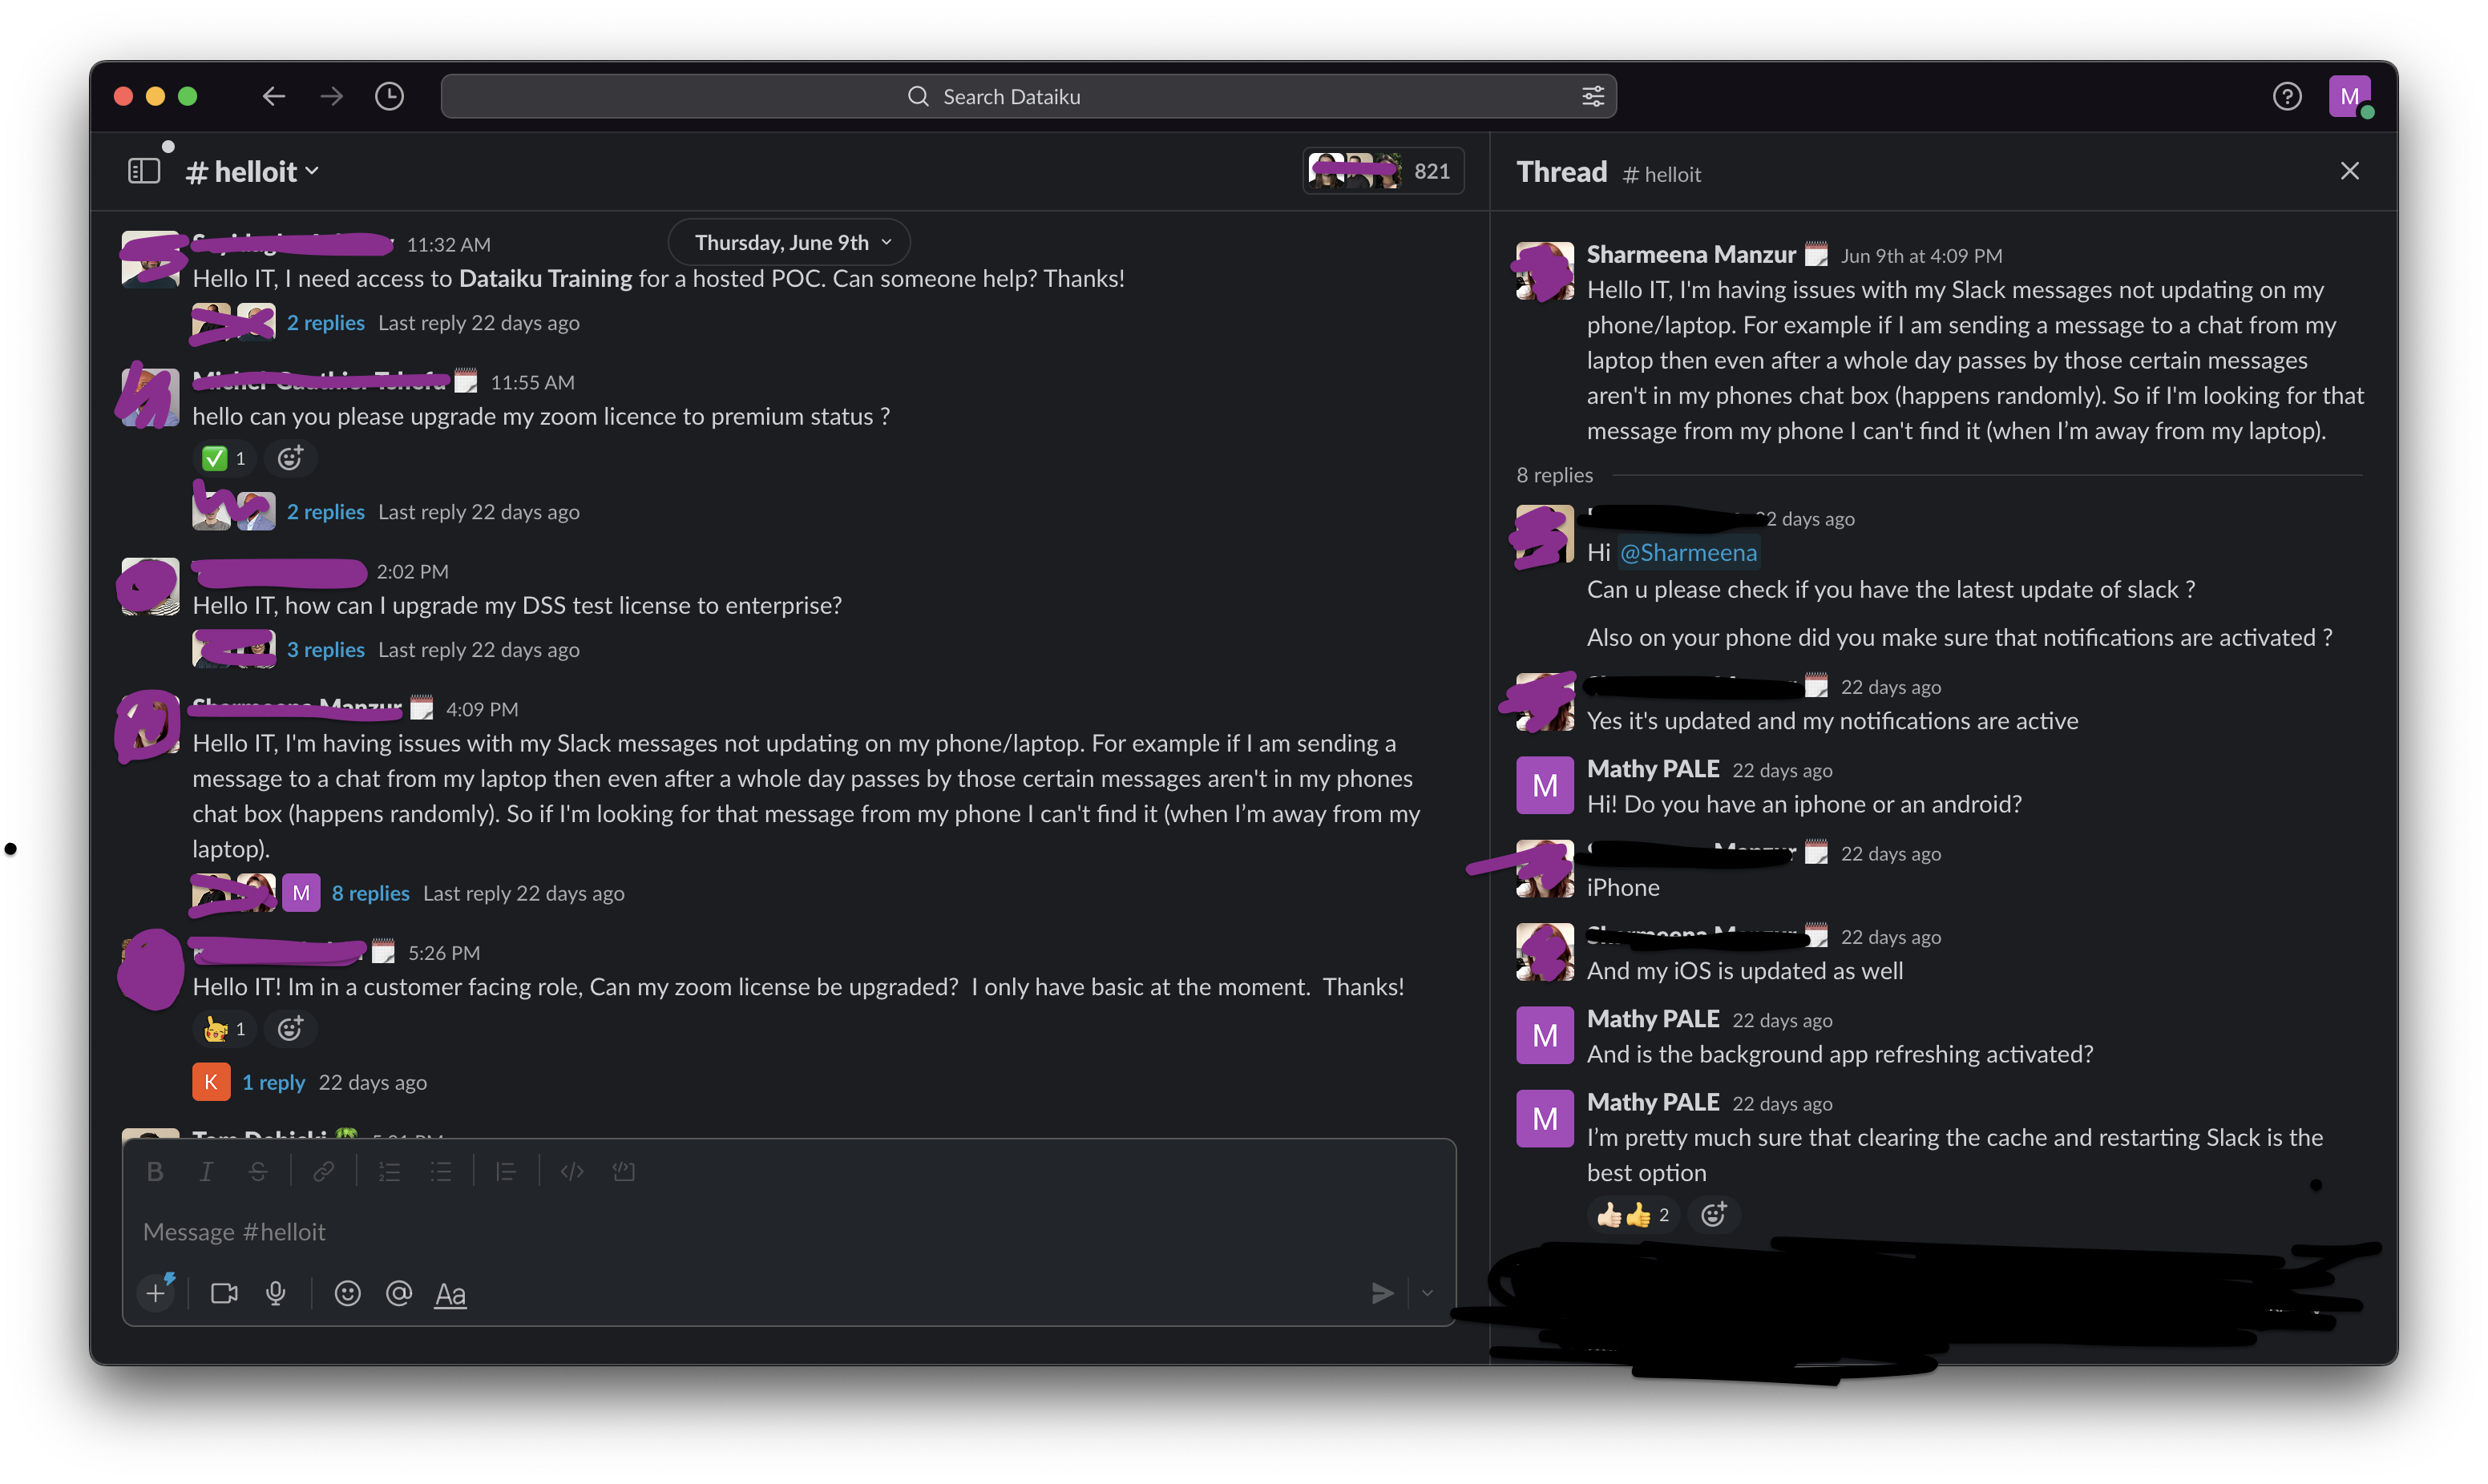 Search Dataiku
M
# helloit
821
11:32 AM
Thursday, June 9th
Hello IT, I need access to Dataiku Training for a hosted POC. Can someone help? Thanks!
2 replies Last reply 22 days ago
11:55 AM
hello can you please upgrade my zoom licence to premium status ?
1
2 replies Last reply 22 days ago
2:02 PM
Hello IT, how can I upgrade my DSS test license to enterprise?
3 replies Last reply 22 days ago
4:09 PM
Hello IT, I'm having issues with my Slack messages not updating on my phone/laptop. For example if I am sending a
message to a chat from my laptop then even after a whole day passes by those certain messages aren't in my phones
chat box (happens randomly). So if I'm looking for that message from my phone I can't find it (when I’m away from my
laptop).
M 8 replies Last reply 22 days ago
5:26 PM
Hello IT! Im in a customer facing role, Can my zoom license be upgraded?  I only have basic at the moment.  Thanks!
1
K 1 reply 22 days ago
Message #helloit
Aa
Thread # helloit
Sharmeena Manzur Jun 9th at 4:09 PM
Hello IT, I'm having issues with my Slack messages not updating on my
phone/laptop. For example if I am sending a message to a chat from my
laptop then even after a whole day passes by those certain messages
aren't in my phones chat box (happens randomly). So if I'm looking for that
message from my phone I can't find it (when I’m away from my laptop).
8 replies
22 days ago
Hi @Sharmeena
Can u please check if you have the latest update of slack ?
Also on your phone did you make sure that notifications are activated ?
22 days ago
Yes it's updated and my notifications are active
M
Mathy PALE 22 days ago
Hi! Do you have an iphone or an android?
22 days ago
iPhone
22 days ago
And my iOS is updated as well
M
Mathy PALE 22 days ago
And is the background app refreshing activated?
M
Mathy PALE 22 days ago
I’m pretty much sure that clearing the cache and restarting Slack is the
best option
2